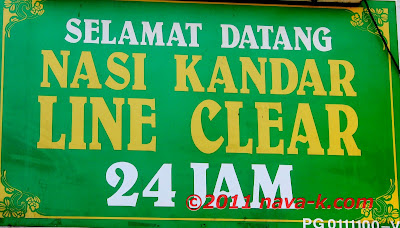 SELAMAT DATANG
NASI KANDAR
LINE CLEAR
24 JAM
©2011 nava-k.com